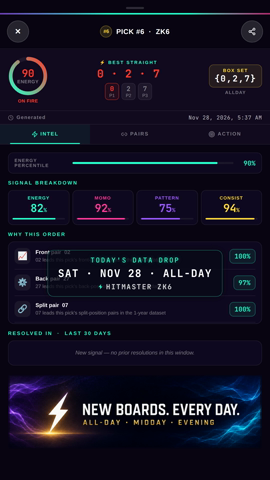 ✕
#6 PICK #6 · ZK6
90
ENERGY
ON FIRE
⚡ BEST STRAIGHT
0 · 2 · 7
0 2 7
P1 P2 P3
BOX SET
{0,2,7}
ALLDAY
Generated
Nov 28, 2026, 5:37 AM
INTEL
PAIRS
ACTION
ENERGY PERCENTILE
90%
SIGNAL BREAKDOWN
ENERGY
82%
MOMO
92%
PATTERN
75%
CONSIST
94%
WHY THIS ORDER
Front pair 02
100%
TODAY'S DATA DROP
SAT · NOV 28 · ALL-DAY
⚡ HITMASTER ZK6
Back
97%
Split pair 07
07 leads this pick's split-position pairs in the 1-year dataset
100%
RESOLVED IN · LAST 30 DAYS
New signal — no prior resolutions in this window.
NEW BOARDS. EVERY DAY.
ALL-DAY · MIDDAY · EVENING